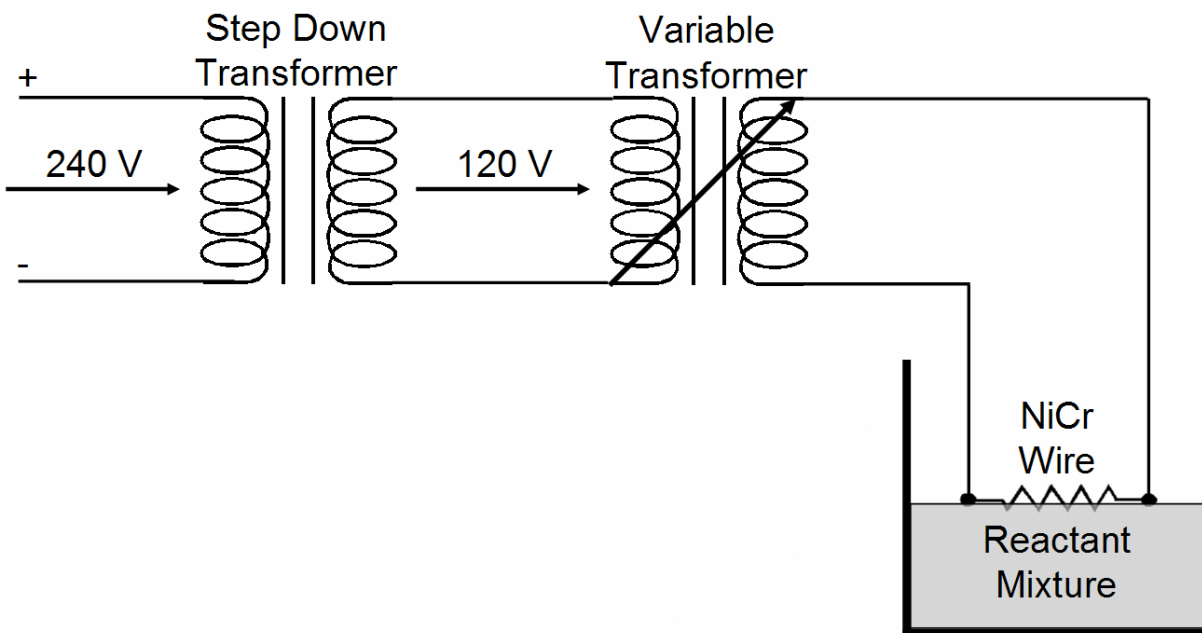 Step Down
Transformer
Variable
Transformer
+
240 V
120 V
-
NiCr
Wire
Reactant
Mixture